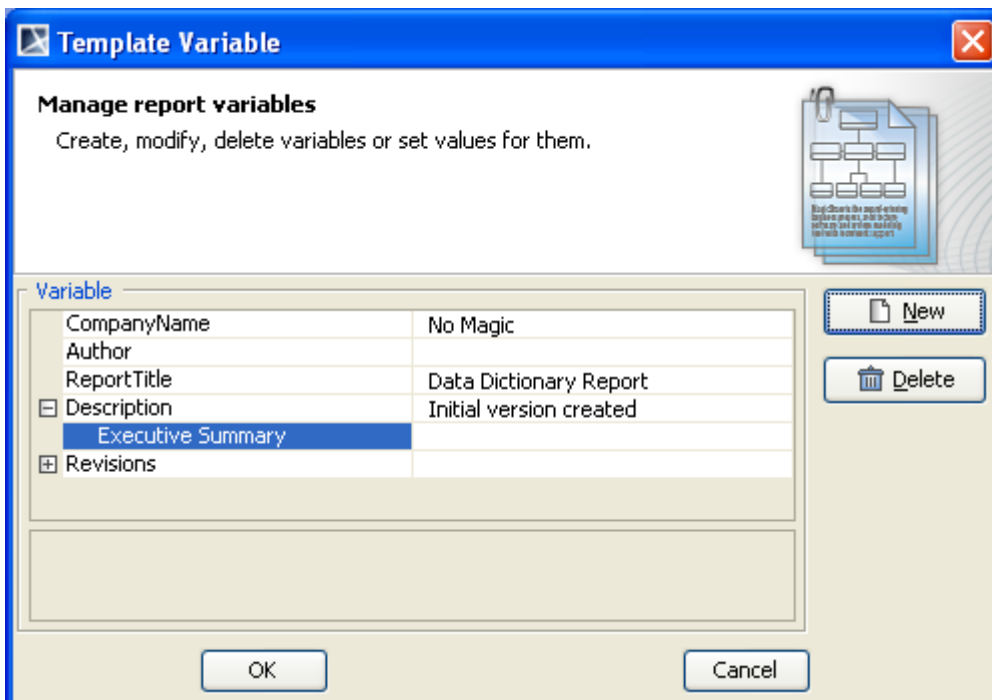 Template Variable
Manage report variables
Create, modify, delete variables or set values for them.
Variable
CompanyName No Magic
Author
ReportTitle Data Dictionary Report
Description Initial version created
Executive Summary
Revisions
New
Delete
OK Cancel